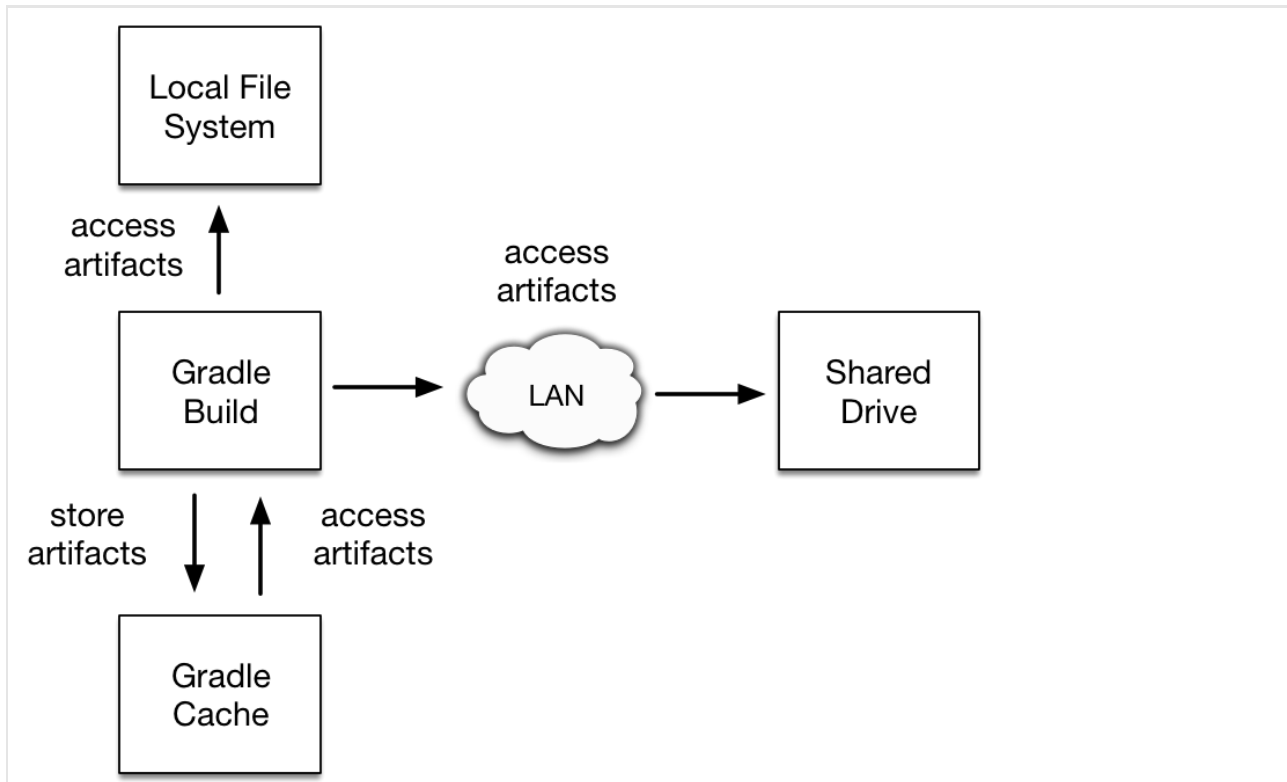 Local File
System
access
artifacts
access
artifacts
Gradle
Build
LAN
Shared
Drive
store
artifacts
access
artifacts
Gradle
Cache